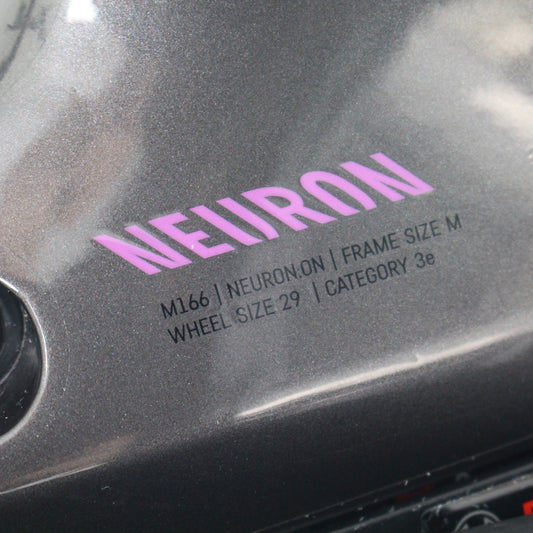 NEURON
M166 | NEURON:ON | FRAME SIZE M
WHEEL SIZE 29 | CATEGORY 3e